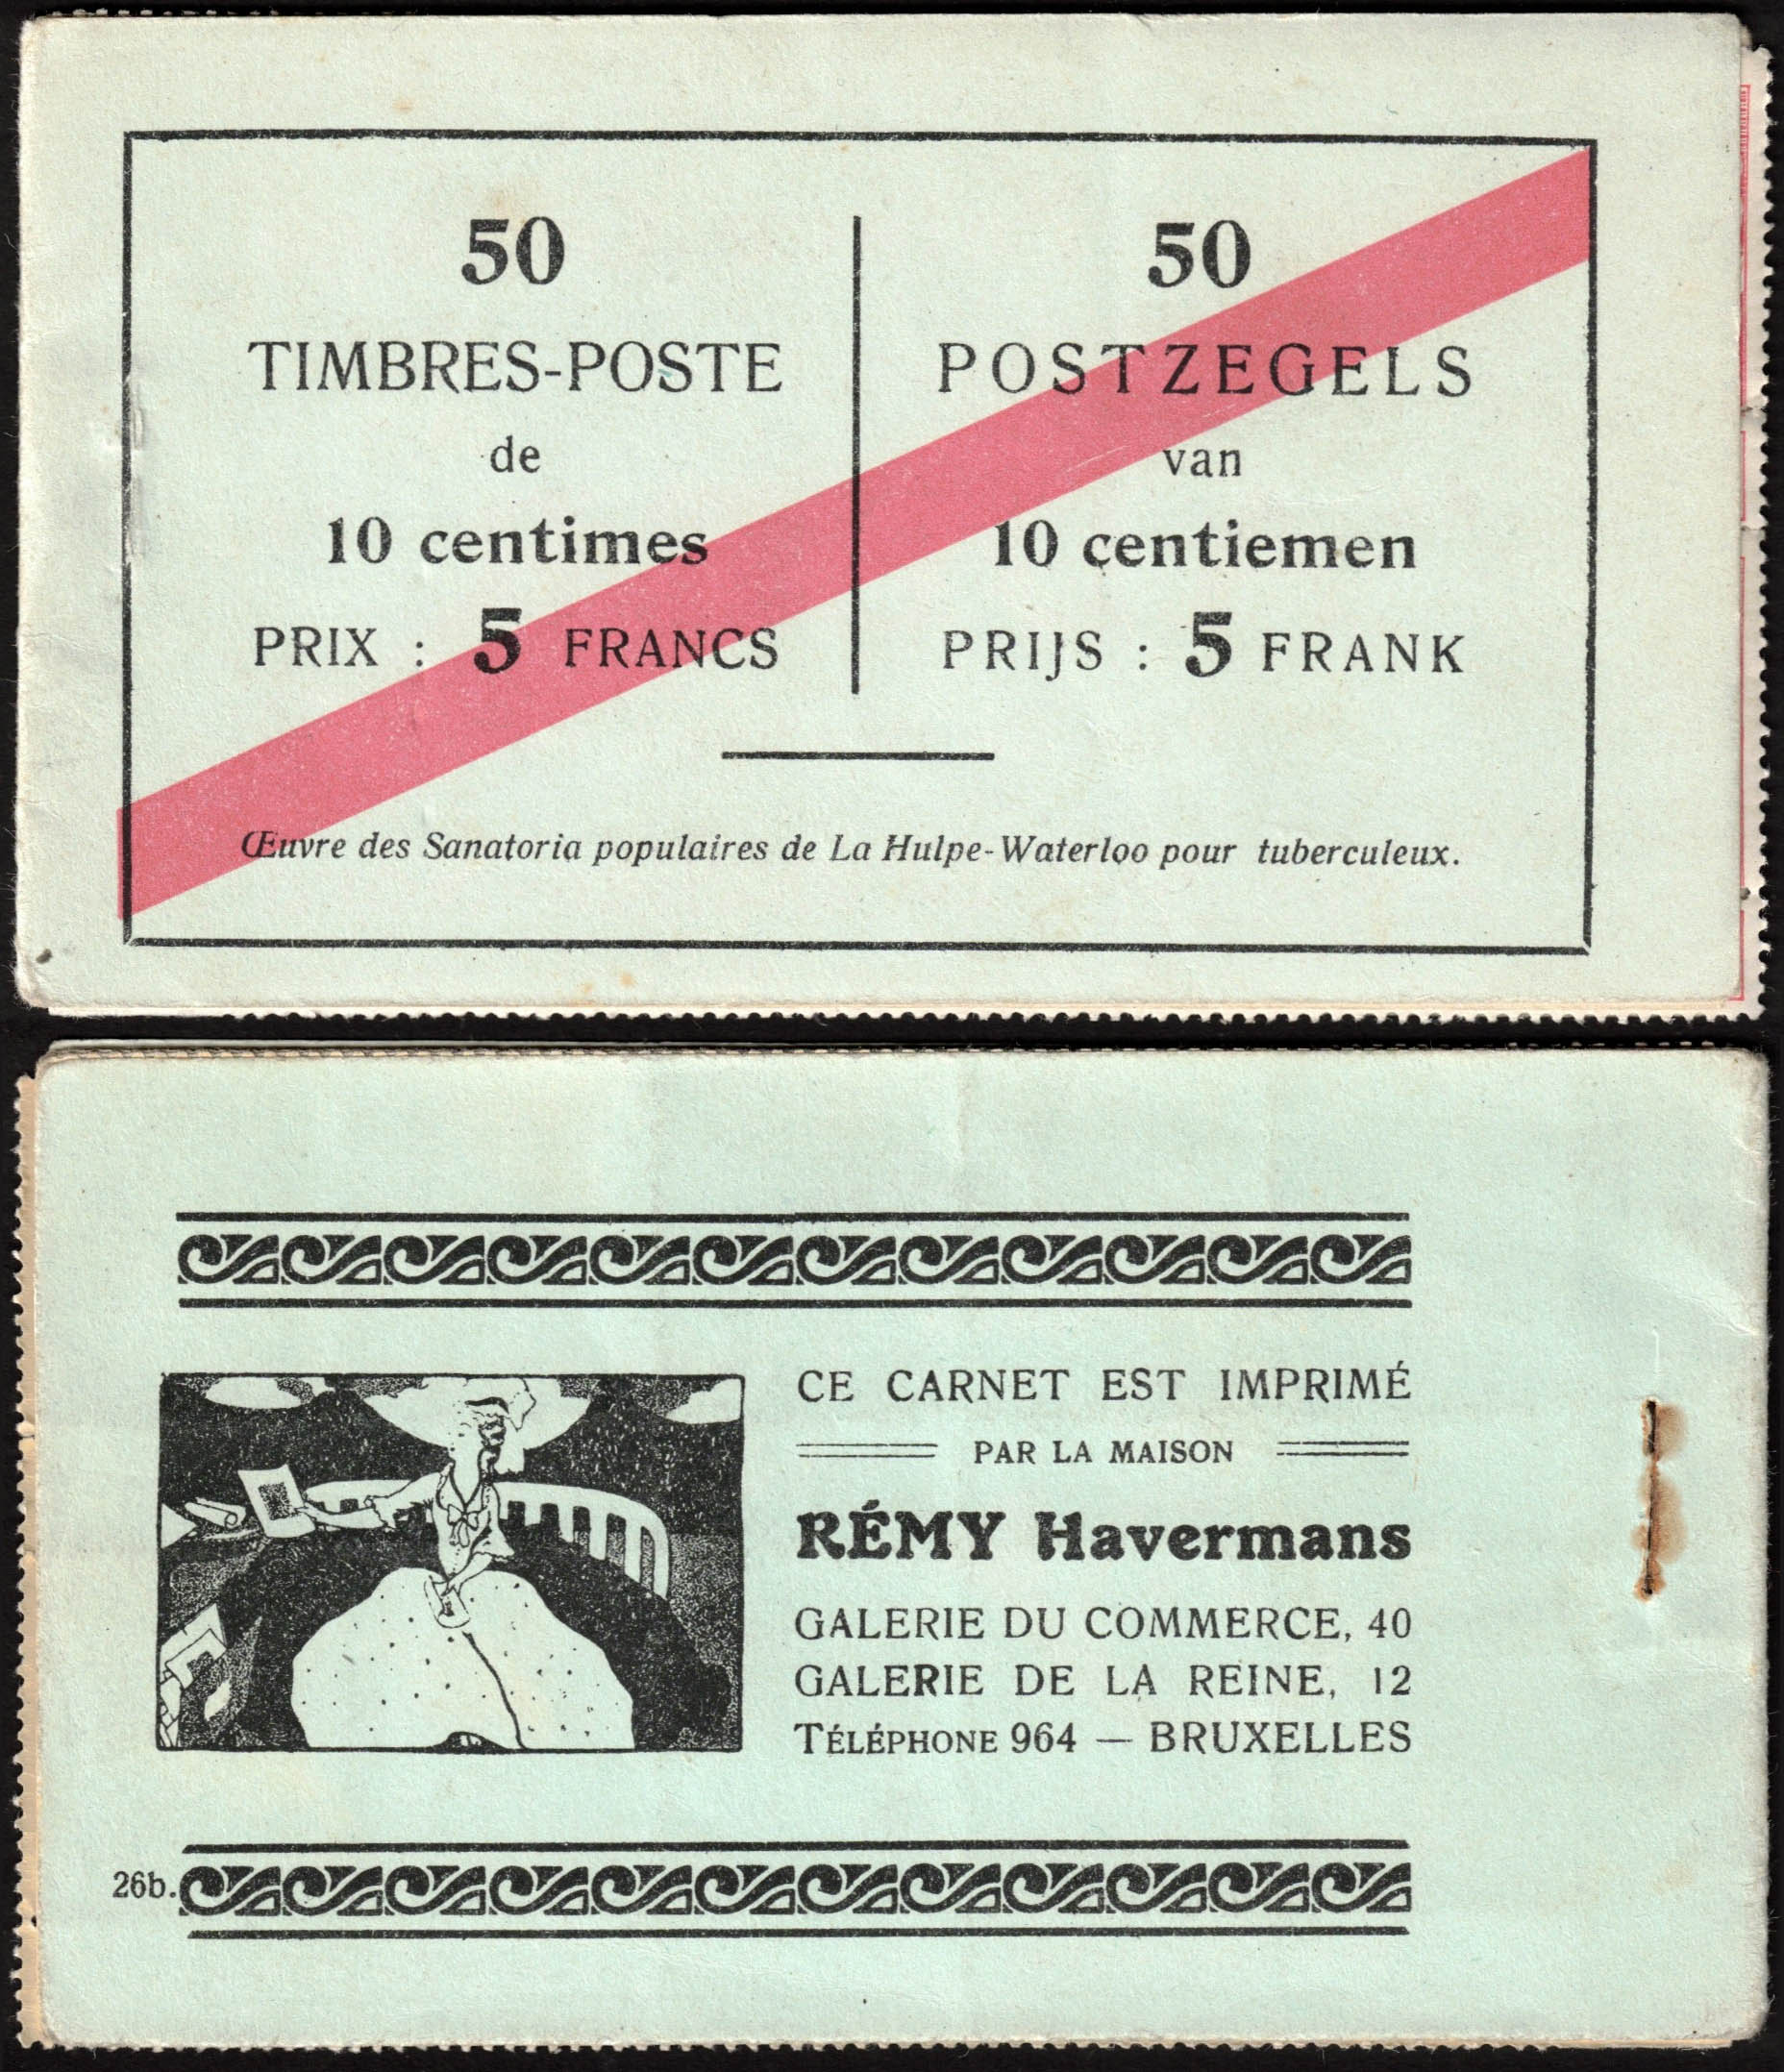 50
TIMBRES-POSTE
de
10 centimes
PRIX : 5 FRANCS
50
POSTZEGELS
van
10 centiemen
PRIJS : 5 FRANK
Œuvre des Sanatoria populaires de La Hulpe-Waterloo pour tuberculeux.
CE CARNET EST IMPRIMÉ
PAR LA MAISON
RÉMY Havermans
GALERIE DU COMMERCE, 40
GALERIE DE LA REINE, 12
TÉLÉPHONE 964 — BRUXELLES
26b.